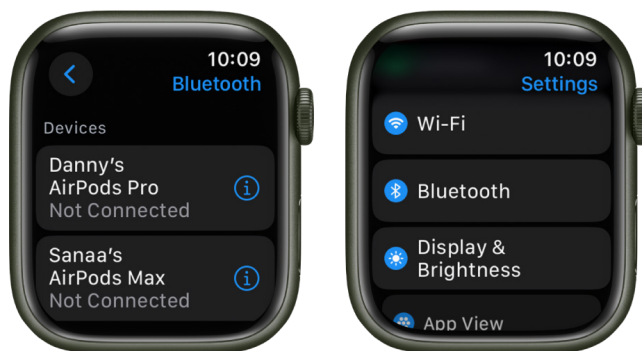 10:09
Bluetooth
Devices
Danny's
AirPods Pro
Not Connected
Sanaa's
AirPods Max
Not Connected
10:09
Settings
Wi-Fi
Bluetooth
Display &
Brightness
App View